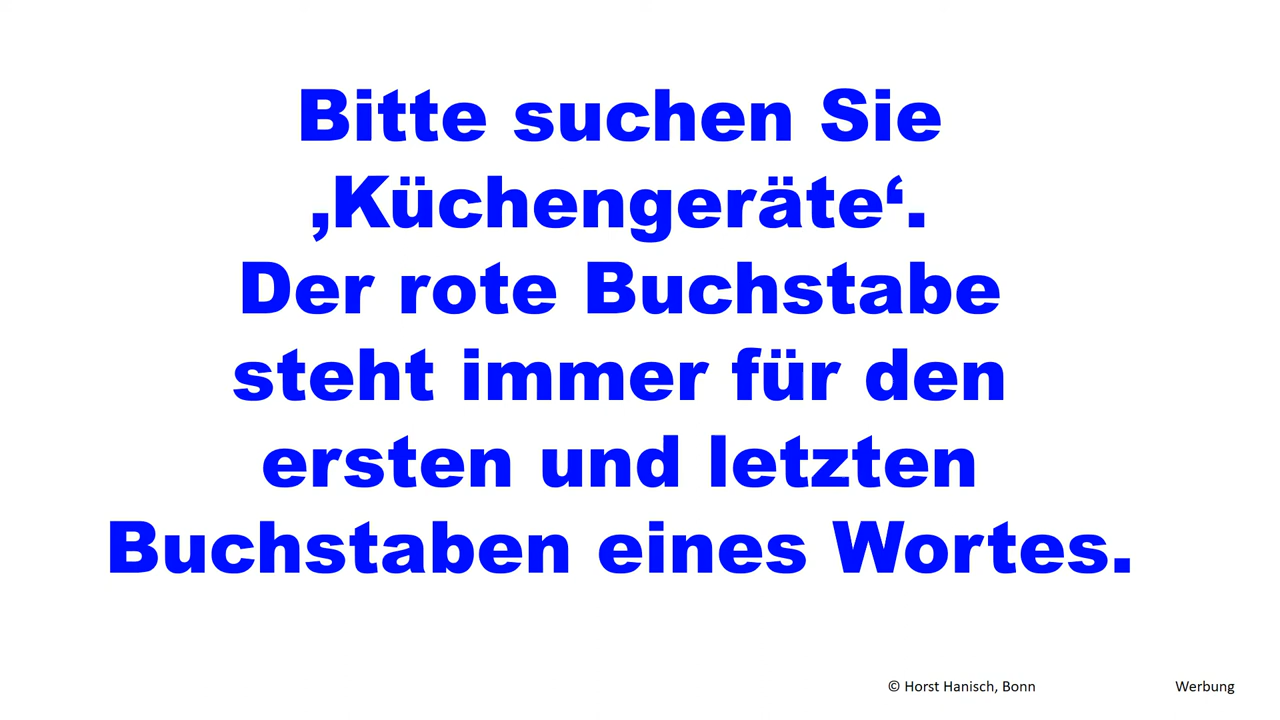 Bitte suchen Sie
‚Küchengeräte‘.
Der rote Buchstabe
steht immer für den
ersten und letzten
Buchstaben eines Wortes.
© Horst Hanisch, Bonn Werbung